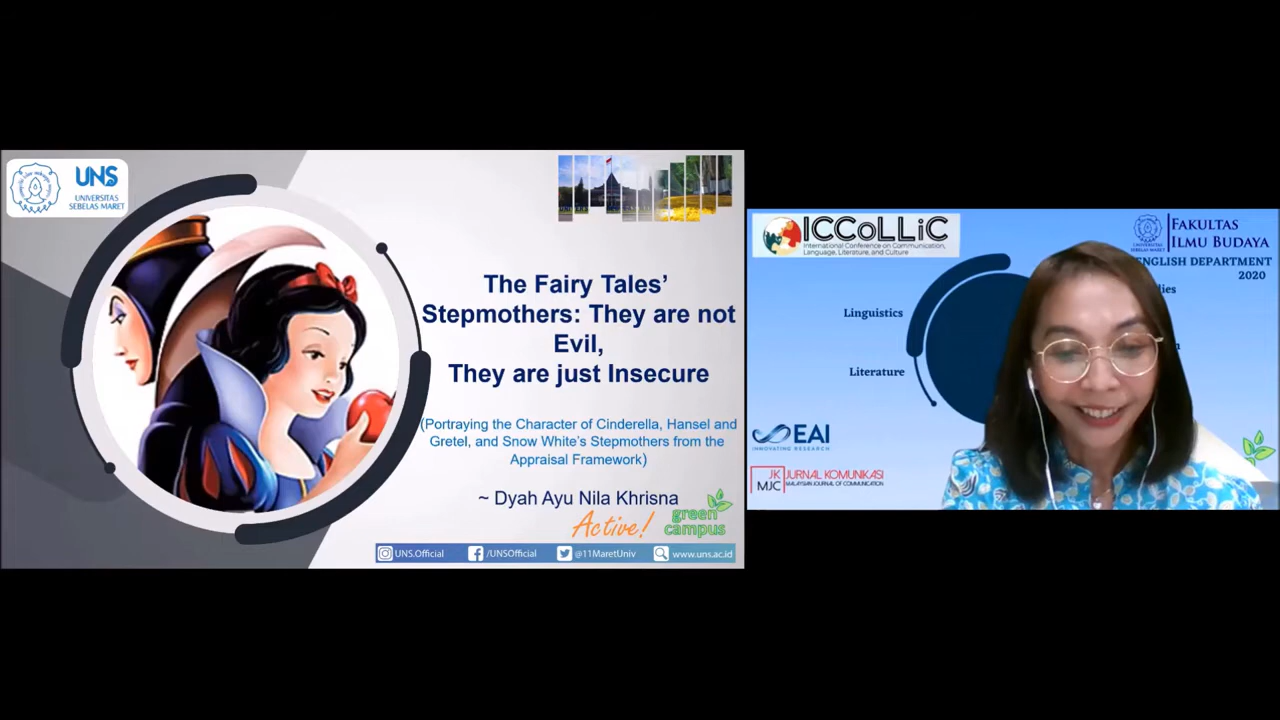 UNS
UNIVERSITAS
SEBELAS MARET
The Fairy Tales’
Stepmothers: They are not
Evil,
They are just Insecure
(Portraying the Character of Cinderella, Hansel and
Gretel, and Snow White's Stepmothers from the
Appraisal Framework)
~ Dyah Ayu Nila Khrisna
Active!
green
campus
UNS.Official
/UNSOfficial
@11MaretUniv
www.uns.ac.id
ICCoLLiC
International Conference on Communication,
Language, Literature, and Culture
UNIVERSITAS
SEBELAS MARET
FAKULTAS
ILMU BUDAYA
ENGLISH DEPARTMENT
2020
Linguistics
Literature
EAI
INNOVATING RESEARCH
JK
MJC
JURNAL KOMUNIKASI
MALAYSIAN JOURNAL OF COMMUNICATION